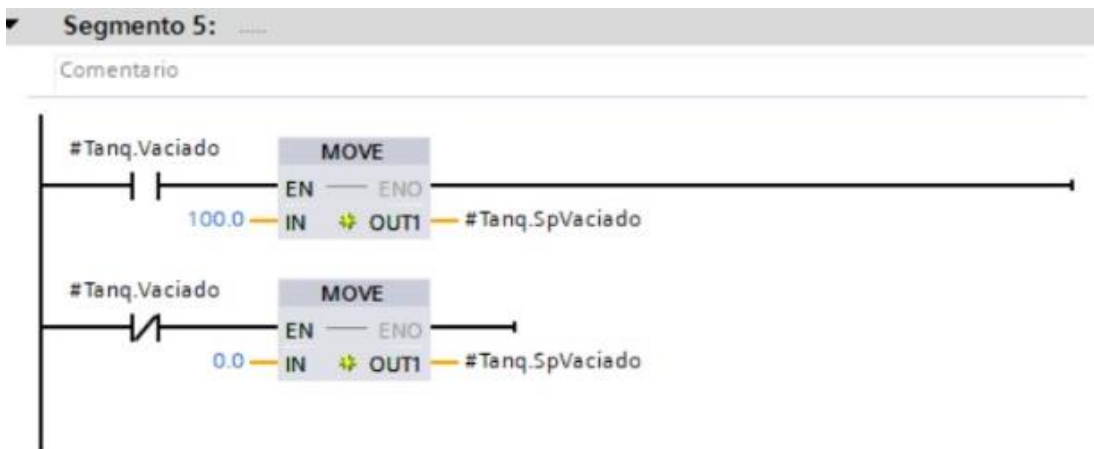 Segmento 5: .....
Comentario
#Tanq.Vaciado
MOVE
EN ENO
100.0 IN OUT1 #Tanq.SpVaciado
#Tanq.Vaciado
MOVE
EN ENO
0.0 IN OUT1 #Tanq.SpVaciado